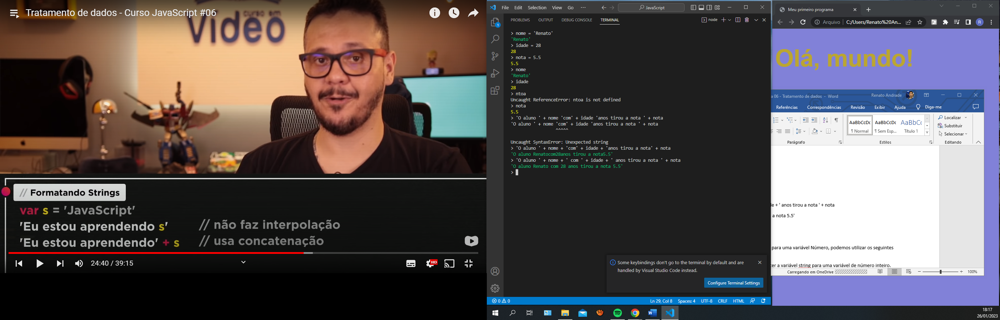 Tratamento de dados - Curso JavaScript #06
curso em
Vídeo
// Formatando Strings
var s = 'JavaScript'
'Eu estou aprendendo s' // não faz interpolação
'Eu estou aprendendo' + s // usa concatenação
24:40 / 39:15
HD
File Edit Selection View Go ··· JavaScript
PROBLEMS OUTPUT DEBUG CONSOLE TERMINAL node
1
> nome = 'Renato'
'Renato'
> idade = 28
28
> nota = 5.5
5.5
> nome
'Renato'
> idade
28
> ntoa
Uncaught ReferenceError: ntoa is not defined
> nota
5.5
> 'O aluno ' + nome 'com' + idade 'anos tirou a nota ' + nota
'O aluno ' + nome 'com' + idade 'anos tirou a nota ' + nota
^^^^^
Uncaught SyntaxError: Unexpected string
> 'O aluno ' + nome + 'com' + idade + 'anos tirou a nota' + nota
'O aluno Renatocom28anos tirou a nota5.5'
> 'O aluno ' + nome + ' com ' + idade + ' anos tirou a nota ' + nota
'O aluno Renato com 28 anos tirou a nota 5.5'
>
Some keybindings don't go to the terminal by default and are
handled by Visual Studio Code instead.
Configure Terminal Settings
0 0 Ln 29, Col 8 Spaces: 4 UTF-8 CRLF HTML
Meu primeiro programa
Arquivo C:/Users/Renato%20An... R
Olá, mundo!
a 06 - Tratamento de dados - Word Renato Andrade
Referências Correspondências Revisão Exibir Ajuda Diga-me
AaBbCcDc AaBbCcDc AaBbCc
¶ Normal ¶ Sem Esp... Título 1
Localizar
Substituir
Selecionar
Parágrafo Estilos Editando
de + ' anos tirou a nota ' + nota
a nota 5.5'
para uma variável Número, podemos utilizar os seguintes
ter a variável string para uma variável de número inteiro.
Carregando em OneDrive 100%
18:17
26/01/2023